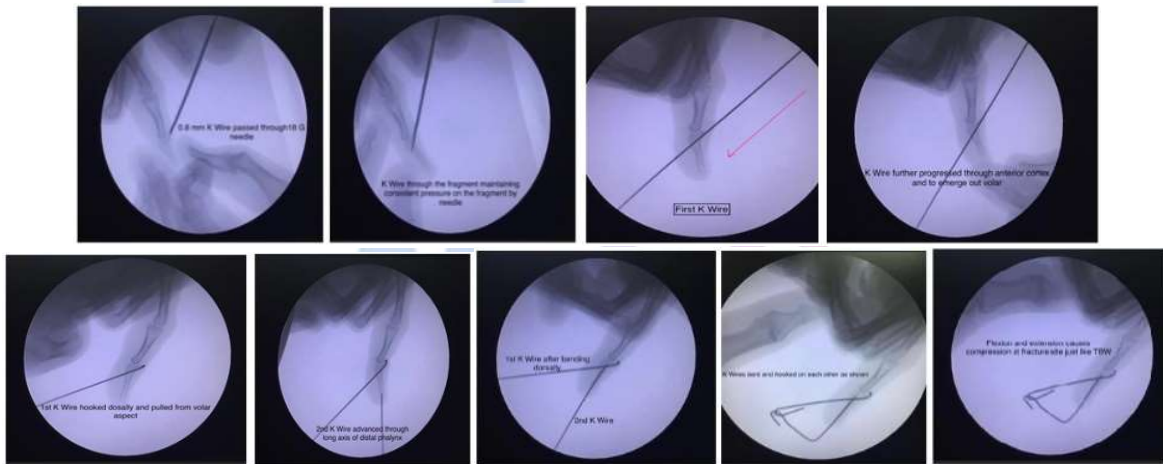 0.8 mm K Wire passed through18 G
needle
K Wire through the fragment maintaining
consistent pressure on the fragment by
needle
First K Wire
K Wire further progressed through anterior cortex
and to emerge out volar
1st K Wire hooked dosally and pulled from volar
aspect
2nd K Wire advanced through
long axis of distal phalynx
1st K Wire after bending
dorsally
2nd K Wire
K Wires bent and hooked on each other as shown
Flexion and extension causes
compression at fracturesite just like TBW